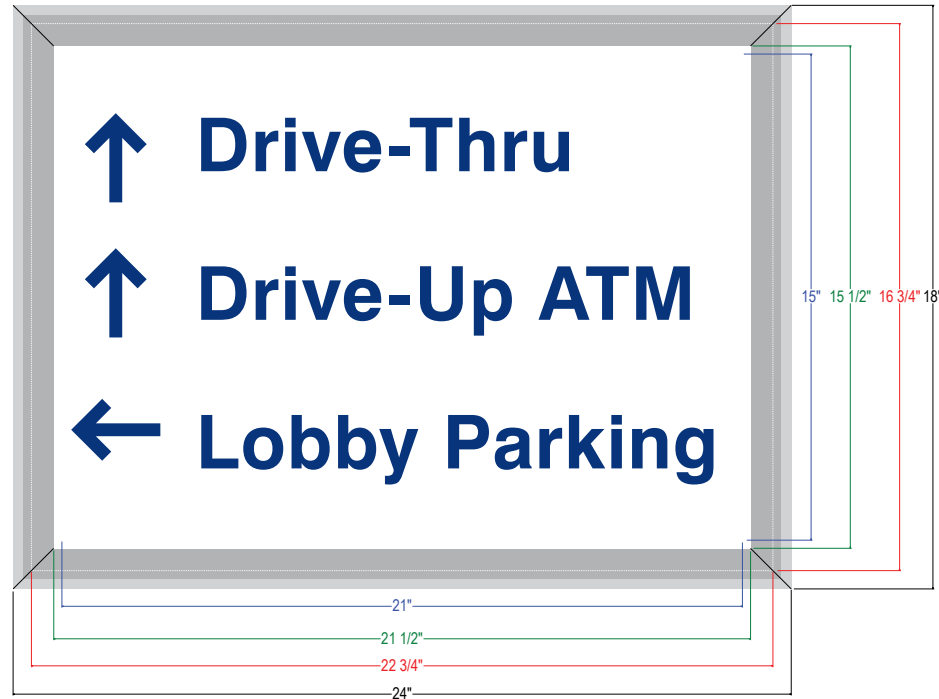 Drive-Thru
Drive-Up ATM
Lobby Parking
15" 15 1/2" 16 3/4" 18"
21"
21 1/2"
22 3/4"
24"